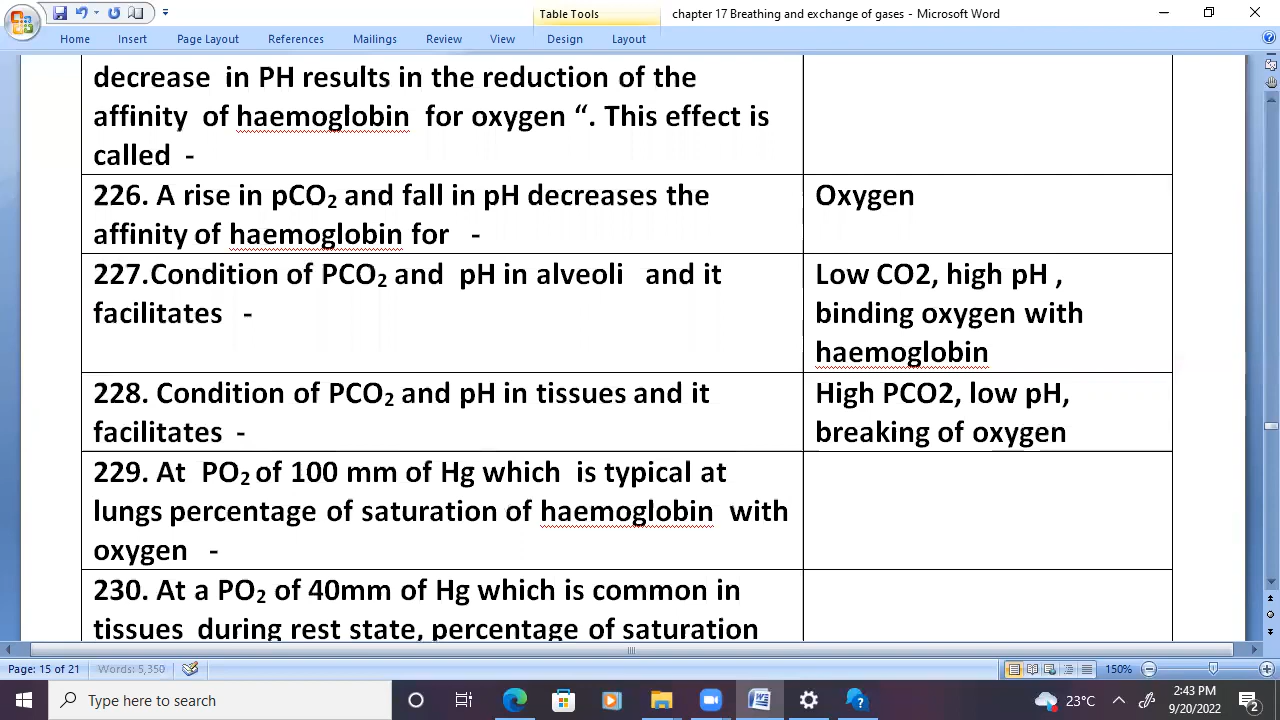 Table Tools
chapter 17 Breathing and exchange of gases - Microsoft Word
Home Insert Page Layout References Mailings Review View Design Layout
decrease in PH results in the reduction of the
affinity of haemoglobin for oxygen “. This effect is
called -
226. A rise in pCO₂ and fall in pH decreases the
affinity of haemoglobin for -
Oxygen
227.Condition of PCO₂ and pH in alveoli and it
facilitates -
Low CO2, high pH ,
binding oxygen with
haemoglobin
228. Condition of PCO₂ and pH in tissues and it
facilitates -
High PCO2, low pH,
breaking of oxygen
229. At PO₂ of 100 mm of Hg which is typical at
lungs percentage of saturation of haemoglobin with
oxygen -
230. At a PO₂ of 40mm of Hg which is common in
tissues during rest state, percentage of saturation
Page: 15 of 21 Words: 5,350 150%
Type here to search 23°C 2:43 PM
9/20/2022 2